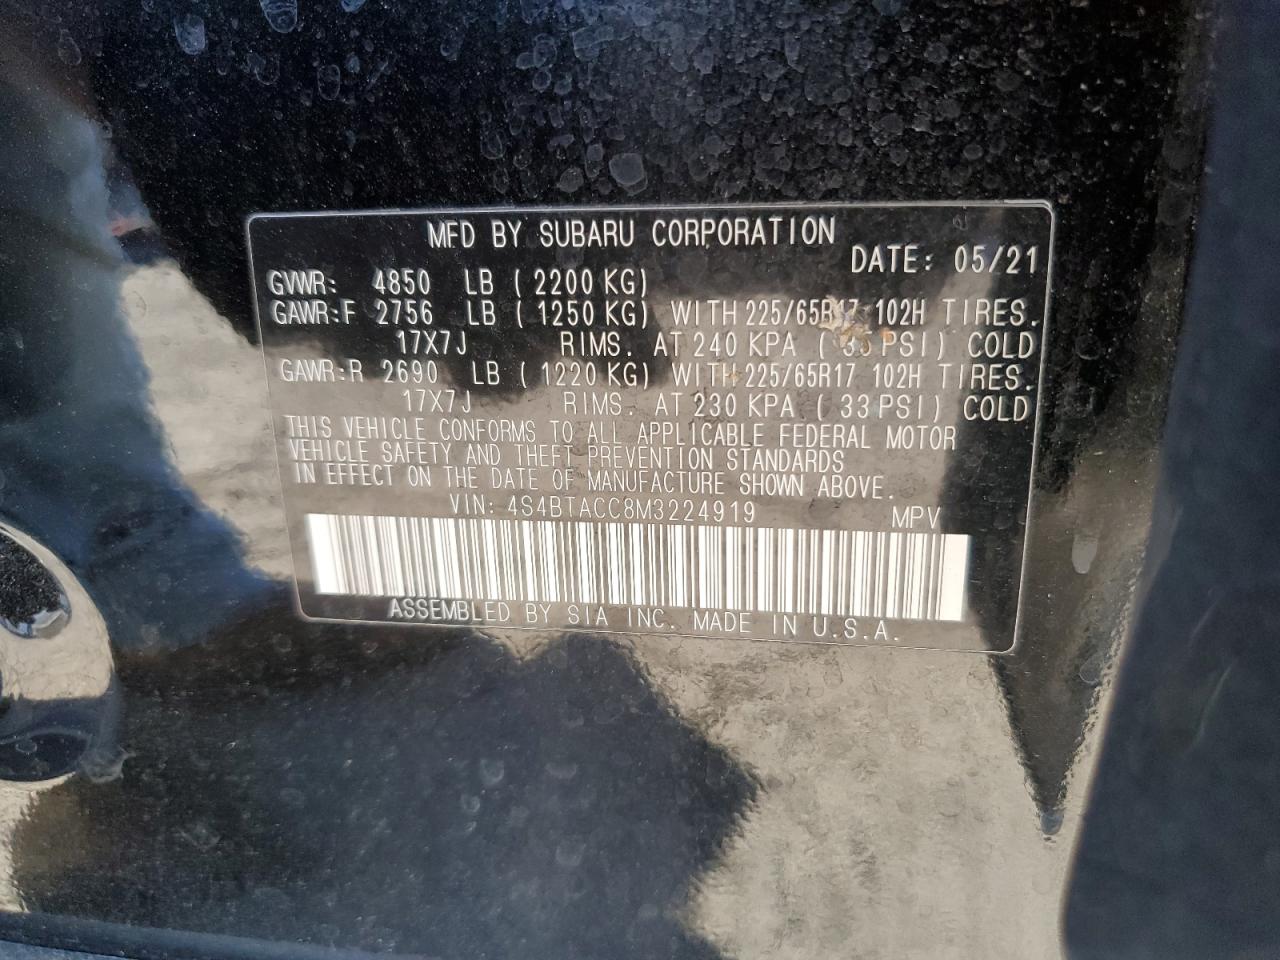 MFD BY SUBARU CORPORATION
DATE: 05/21
GVWR: 4850 LB (2200 KG)
GAWR:F 2756 LB (1250 KG) WITH 225/65R17 102H TIRES.
17X7J RIMS. AT 240 KPA (35 PSI) COLD
GAWR:R 2690 LB (1220 KG) WITH 225/65R17 102H TIRES.
17X7J RIMS. AT 230 KPA (33 PSI) COLD
THIS VEHICLE CONFORMS TO ALL APPLICABLE FEDERAL MOTOR
VEHICLE SAFETY AND THEFT PREVENTION STANDARDS
IN EFFECT ON THE DATE OF MANUFACTURE SHOWN ABOVE.
VIN: 4S4BTACC8M3224919 MPV
ASSEMBLED BY SIA INC. MADE IN U.S.A.